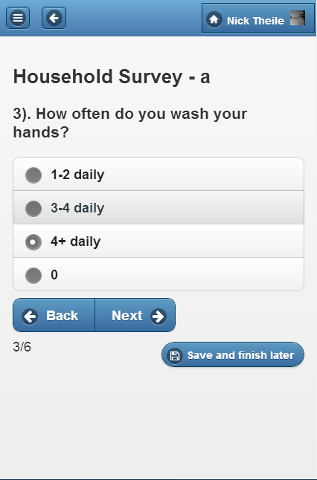 Nick Theile
Household Survey - a
3). How often do you wash your
hands?
1-2 daily
3-4 daily
4+ daily
0
Back
Next
3/6
Save and finish later